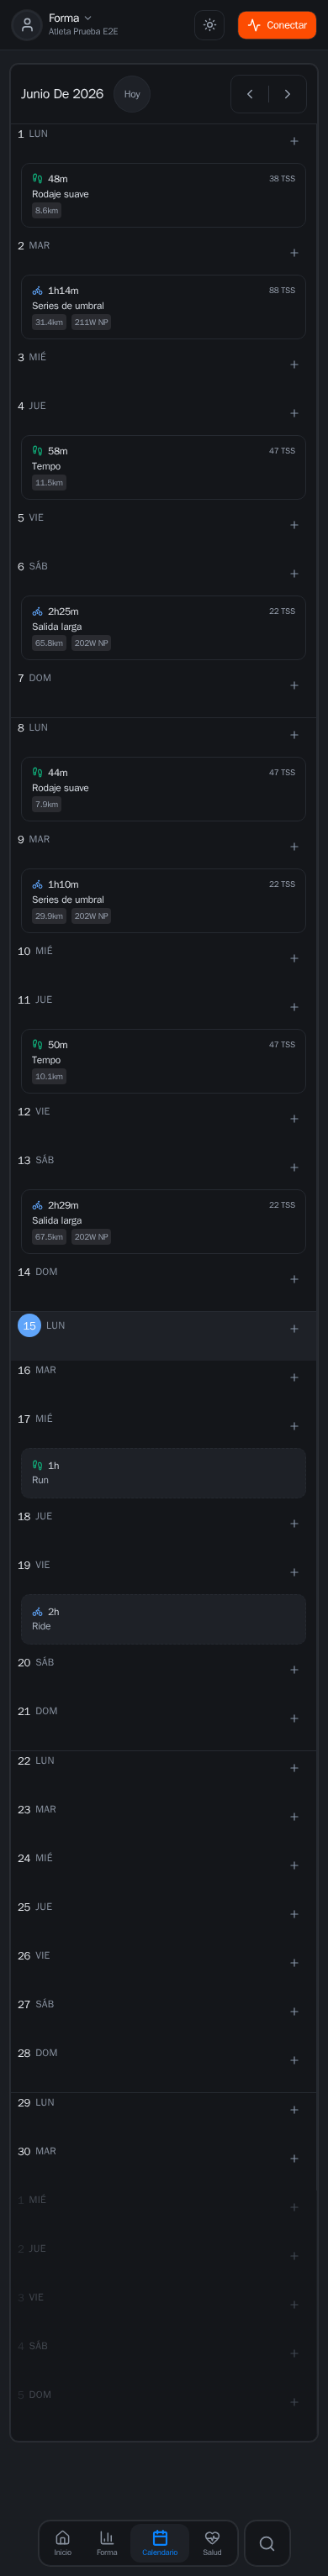 Forma
Atleta Prueba E2E
Conectar
Junio De 2026
Hoy
1 LUN
48m
38 TSS
Rodaje suave
8.6km
2 MAR
1h14m
88 TSS
Series de umbral
31.4km 211W NP
3 MIÉ
4 JUE
58m
47 TSS
Tempo
11.5km
5 VIE
6 SÁB
2h25m
22 TSS
Salida larga
65.8km 202W NP
7 DOM
8 LUN
44m
47 TSS
Rodaje suave
7.9km
9 MAR
1h10m
22 TSS
Series de umbral
29.9km 202W NP
10 MIÉ
11 JUE
50m
47 TSS
Tempo
10.1km
12 VIE
13 SÁB
2h29m
22 TSS
Salida larga
67.5km 202W NP
14 DOM
15 LUN
16 MAR
17 MIÉ
1h
Run
18 JUE
19 VIE
2h
Ride
20 SÁB
21 DOM
22 LUN
23 MAR
24 MIÉ
25 JUE
26 VIE
27 SÁB
28 DOM
29 LUN
30 MAR
1 MIÉ
2 JUE
3 VIE
4 SÁB
5 DOM
Inicio
Forma
Calendario
Salud